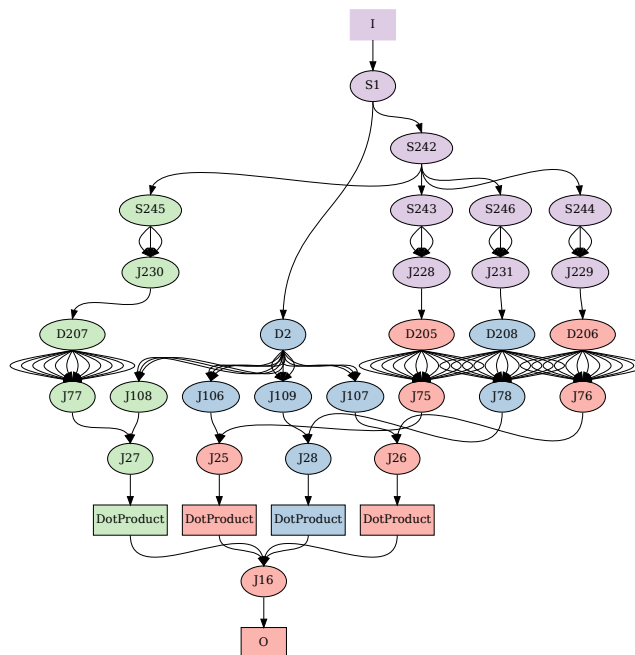 I
S1
S242
S245 S243 S246 S244
J230 J228 J231 J229
D207 D2 D205 D208 D206
J77 J108 J106 J109 J107 J75 J78 J76
J27 J25 J28 J26
DotProduct DotProduct DotProduct DotProduct
J16
O